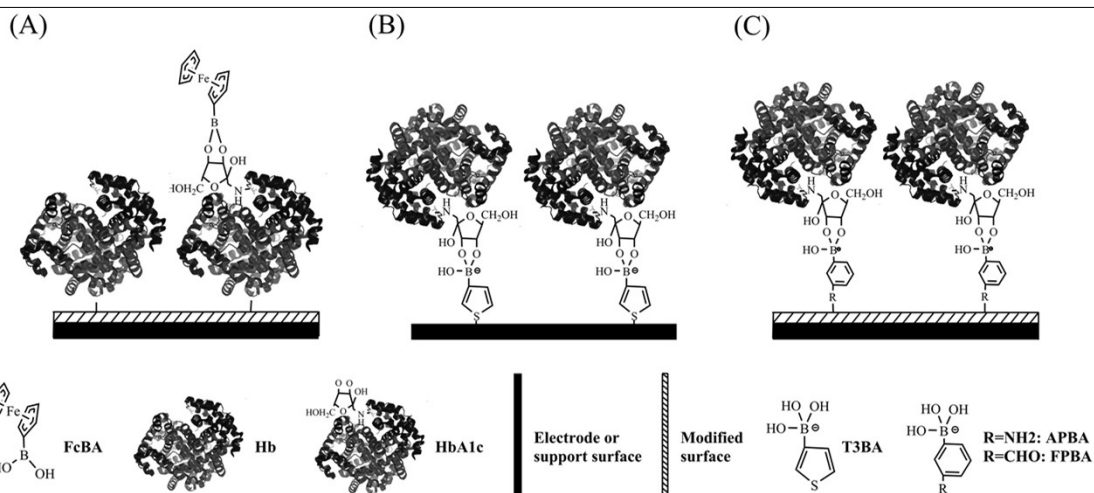 (A)
(B)
(C)
Fe
B
O O
OH
HOH₂C
O
N
H
H
N
O
CH₂OH
HO
O O
HO-B⊖
S
H
N
O
CH₂OH
HO
O O
HO-B⊖
S
H
N
O
CH₂OH
HO
O O
HO-B
R
H
N
O
CH₂OH
HO
O O
HO-B
R
Fe
B
HO OH
FcBA
Hb
O O
OH
HOH₂C
O
N
H
HbA1c
Electrode or
support surface
Modified
surface
HO OH
HO-B⊖
S
T3BA
HO OH
HO-B⊖
R
R=NH2: APBA
R=CHO: FPBA